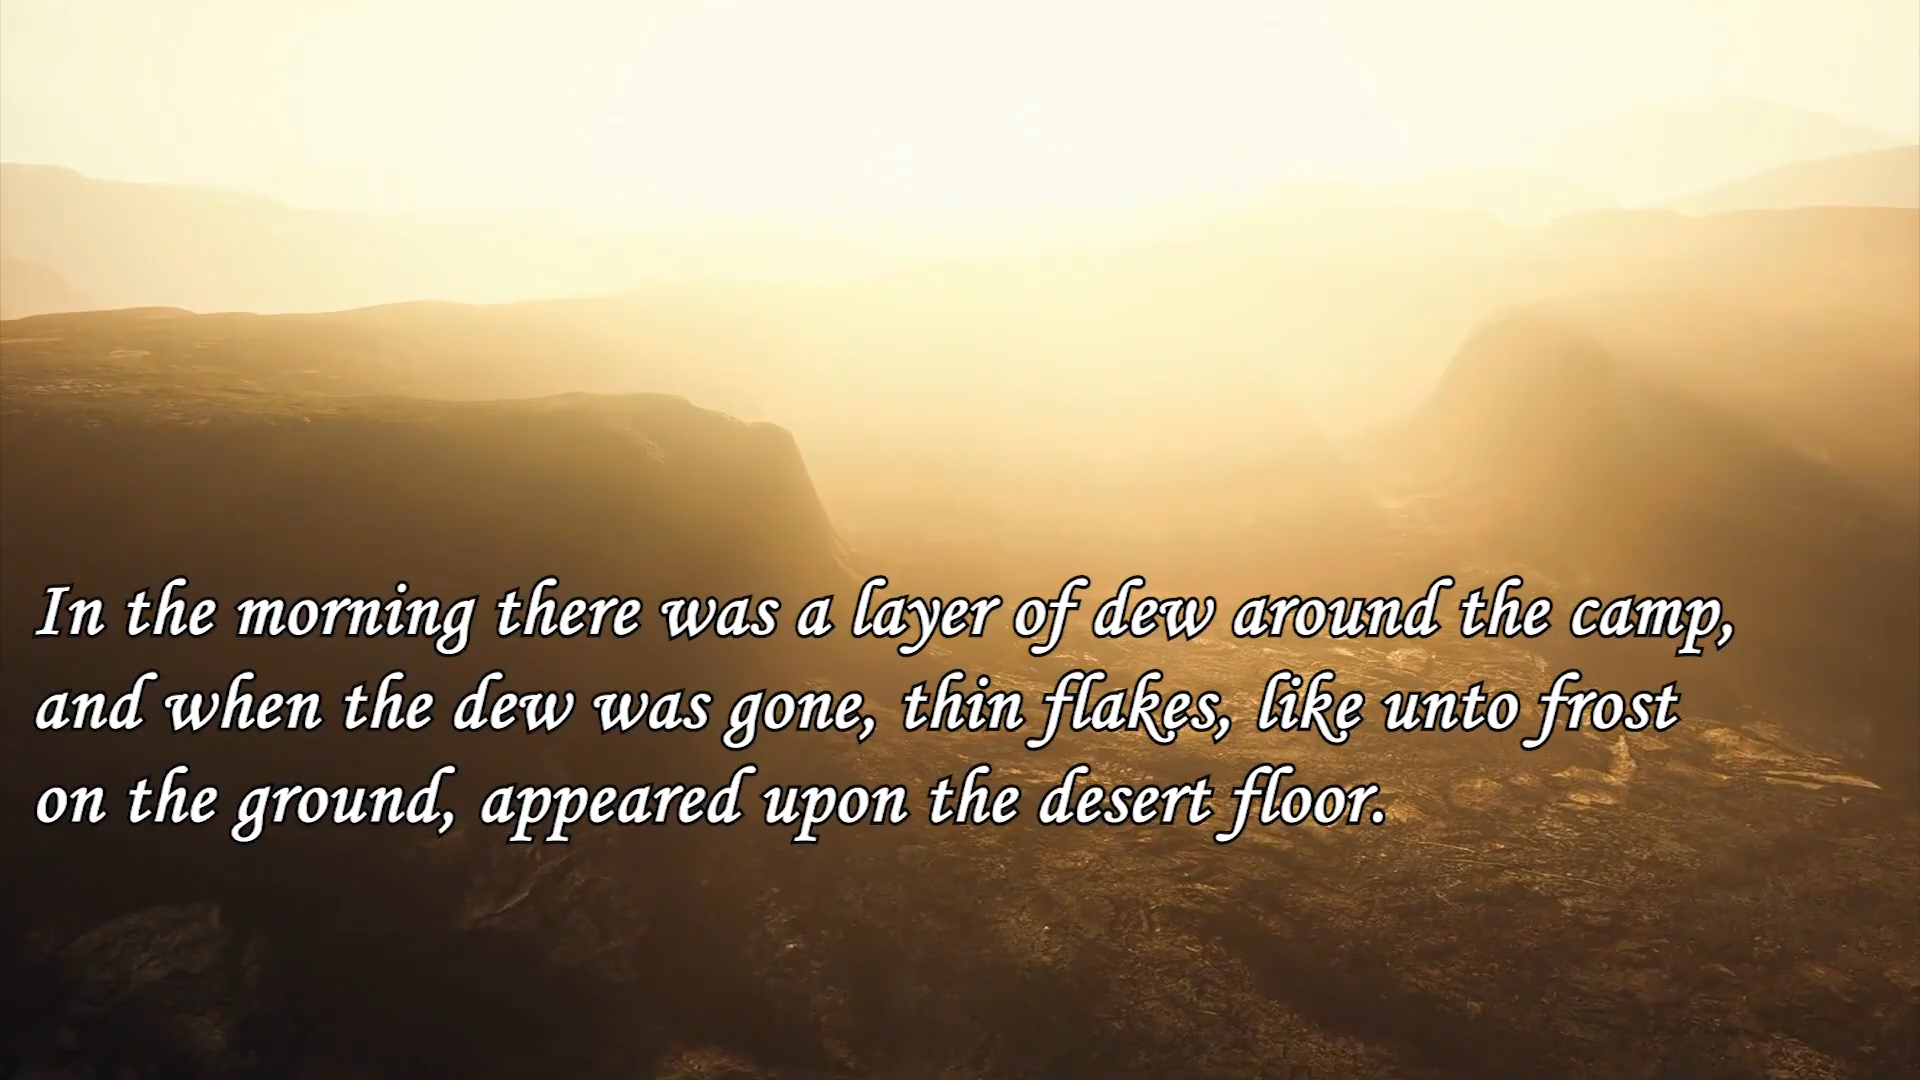 In the morning there was a layer of dew around the camp,
and when the dew was gone, thin flakes, like unto frost
on the ground, appeared upon the desert floor.